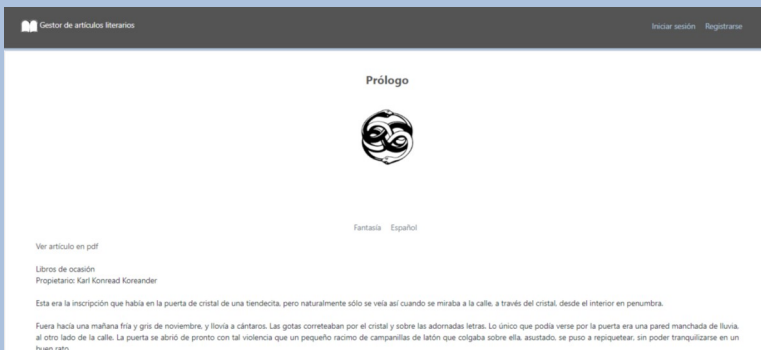 Gestor de artículos literarios
Iniciar sesión Registrarse
Prólogo
Fantasía Español
Ver artículo en pdf
Libros de ocasión
Propietario: Karl Konread Koreander
Esta era la inscripción que había en la puerta de cristal de una tiendecita, pero naturalmente sólo se veía así cuando se miraba a la calle, a través del cristal, desde el interior en penumbra.
Fuera hacía una mañana fría y gris de noviembre, y llovía a cántaros. Las gotas correteaban por el cristal y sobre las adornadas letras. Lo único que podía verse por la puerta era una pared manchada de lluvia,
al otro lado de la calle. La puerta se abrió de pronto con tal violencia que un pequeño racimo de campanillas de latón que colgaba sobre ella, asustado, se puso a repiquetear, sin poder tranquilizarse en un
buen rato.